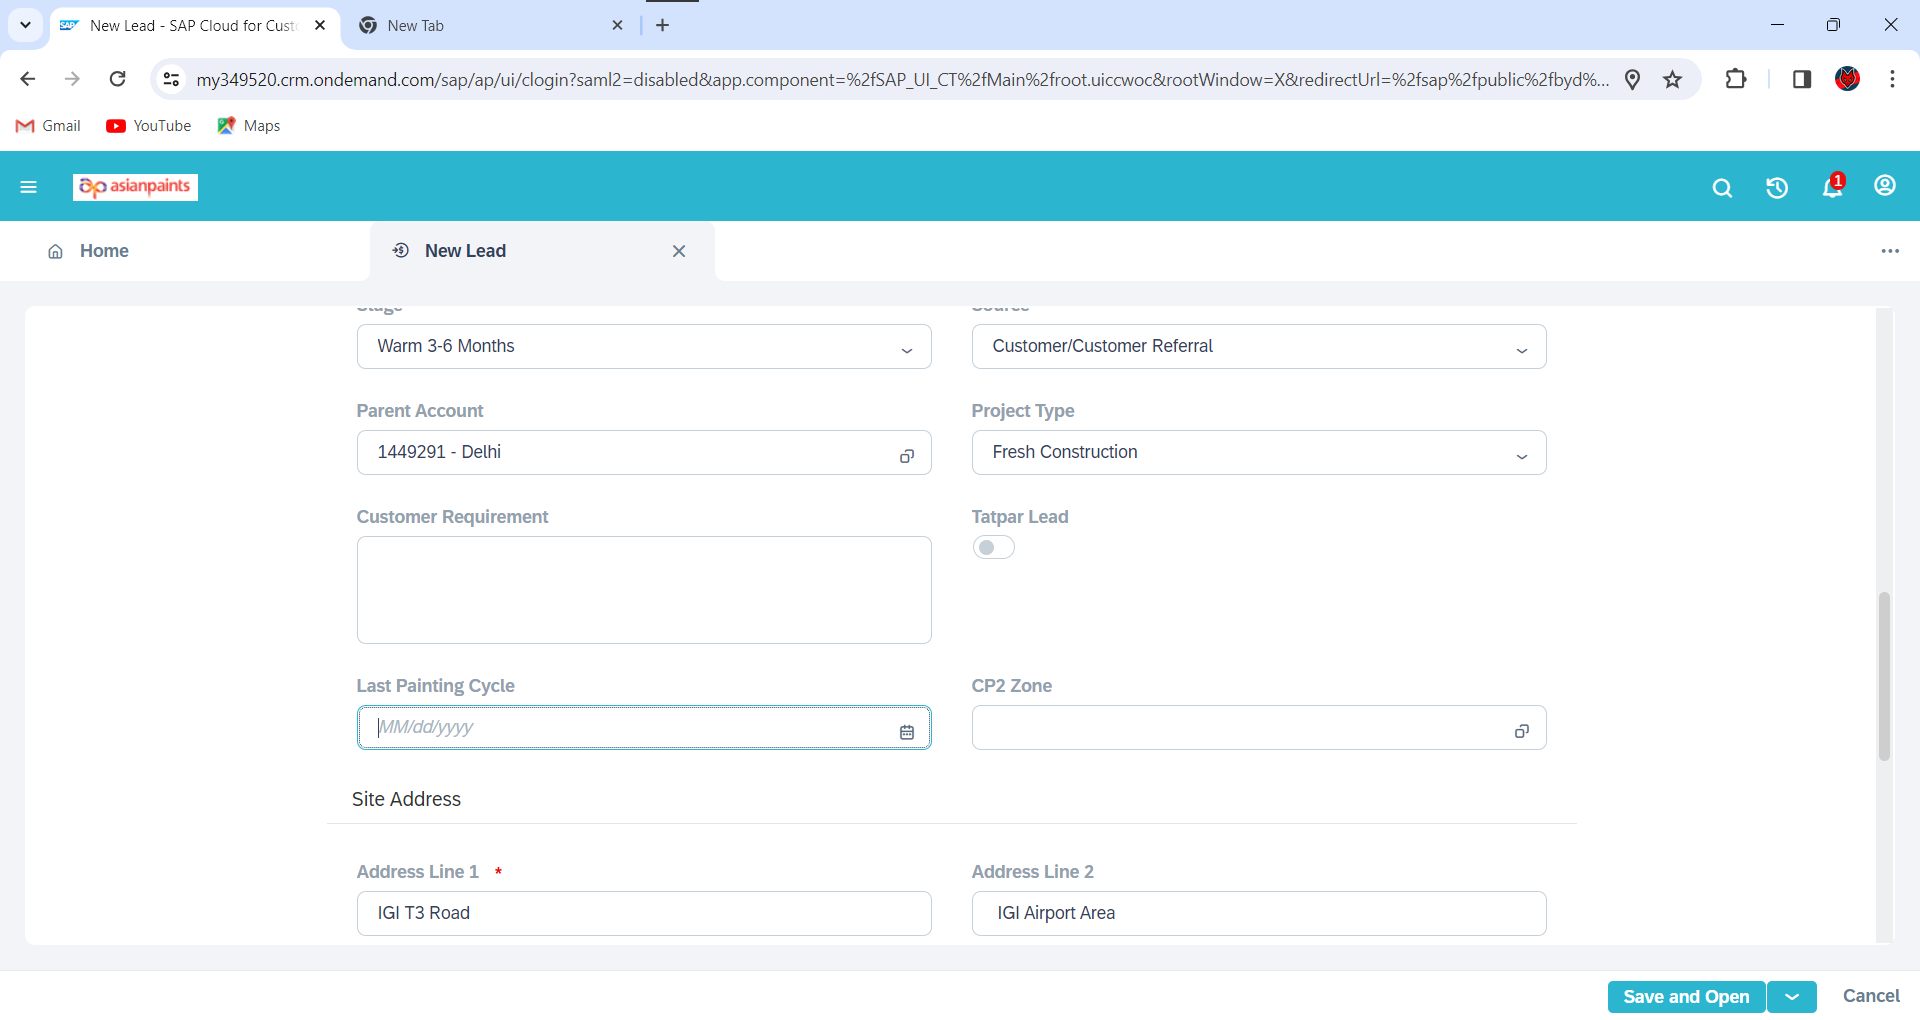 New Lead - SAP Cloud for Cust
New Tab
my349520.crm.ondemand.com/sap/ap/ui/clogin?saml2=disabled&app.component=%2fSAP_UI_CT%2fMain%2froot.uiccwoc&rootWindow=X&redirectUrl=%2fsap%2fpublic%2fbyd%...
Gmail
YouTube
Maps
asianpaints
1
Home
New Lead
Stage
Source
Warm 3-6 Months
Customer/Customer Referral
Parent Account
Project Type
1449291 - Delhi
Fresh Construction
Customer Requirement
Tatpar Lead
Last Painting Cycle
CP2 Zone
MM/dd/yyyy
Site Address
Address Line 1 *
Address Line 2
IGI T3 Road
IGI Airport Area
Save and Open
Cancel